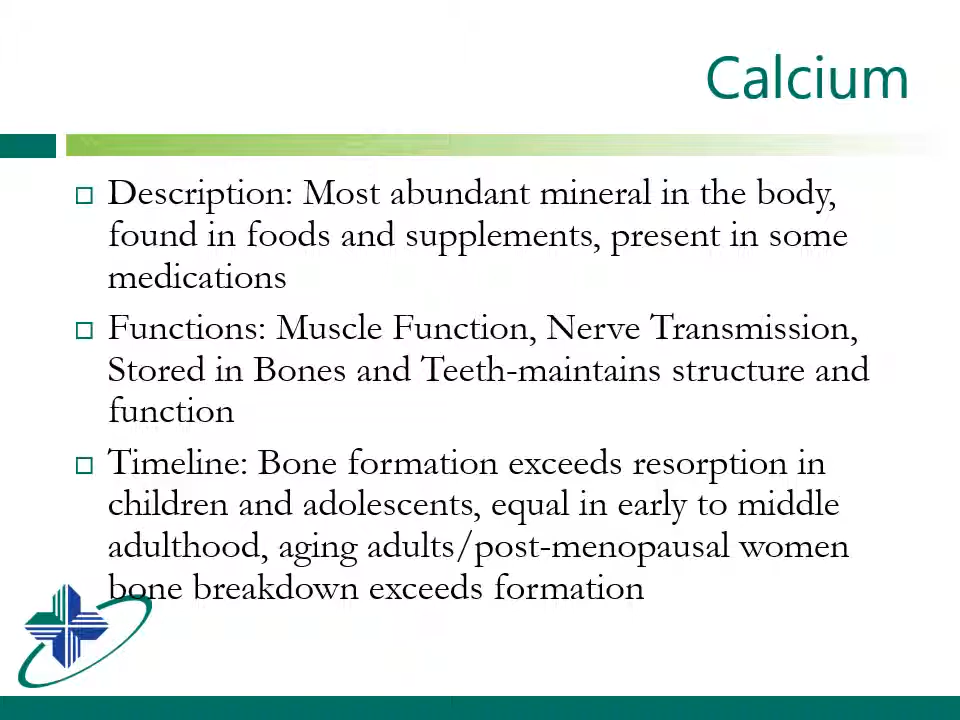 Calcium
Description: Most abundant mineral in the body,
found in foods and supplements, present in some
medications
Functions: Muscle Function, Nerve Transmission,
Stored in Bones and Teeth-maintains structure and
function
Timeline: Bone formation exceeds resorption in
children and adolescents, equal in early to middle
adulthood, aging adults/post-menopausal women
bone breakdown exceeds formation